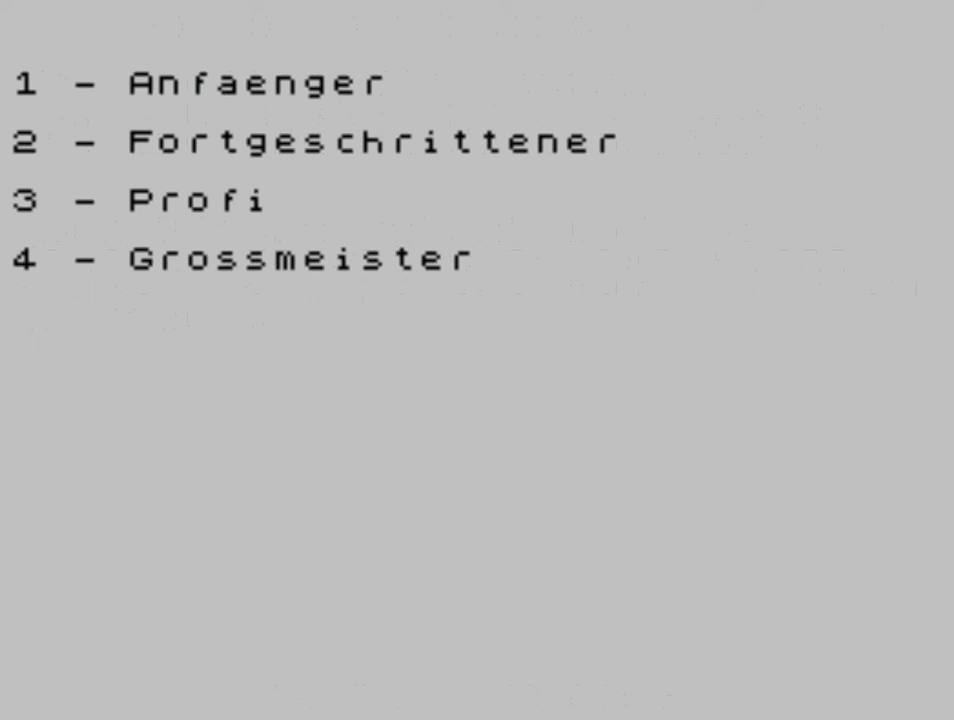 1 - Anfaenger
2 - Fortgeschrittener
3 - Profi
4 - Grossmeister